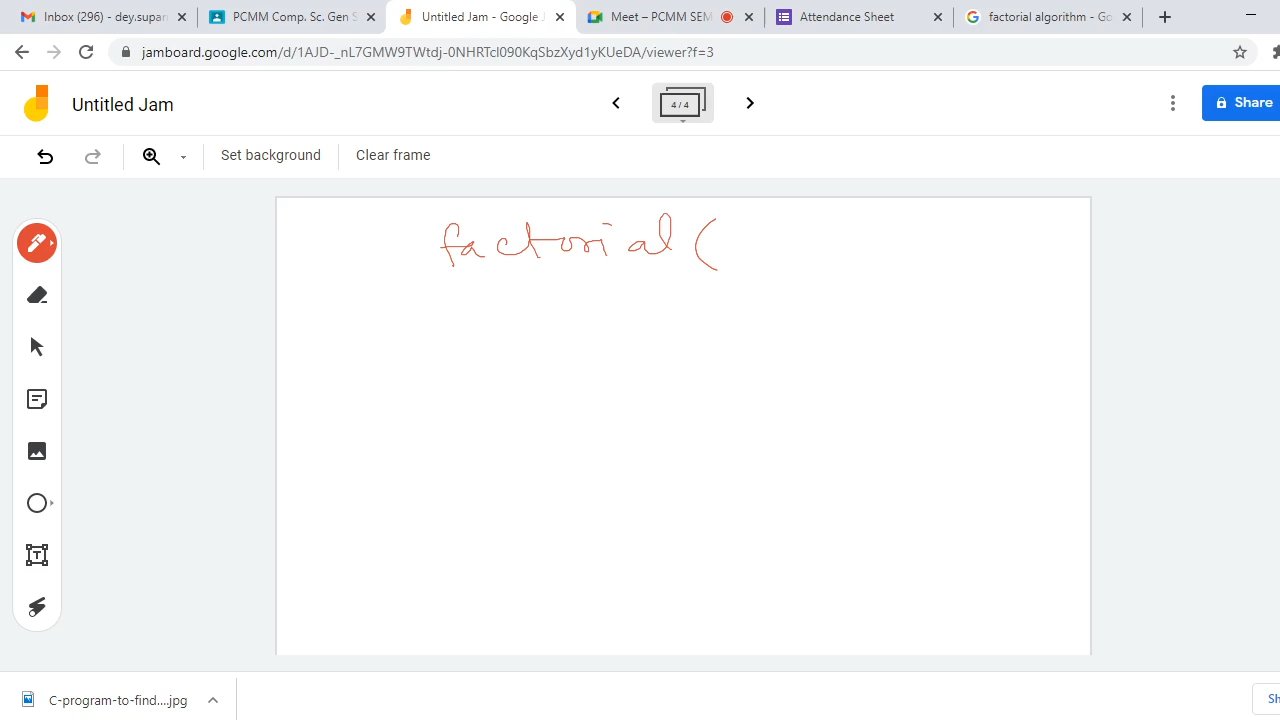 Inbox (296) - dey.supar
PCMM Comp. Sc. Gen S
Untitled Jam - Google J
Meet – PCMM SEM
Attendance Sheet
factorial algorithm - Go
jamboard.google.com/d/1AJD-_nL7GMW9TWtdj-0NHRTcl090KqSbzXyd1yKUeDA/viewer?f=3
Untitled Jam
4 / 4
Share
Set background
Clear frame
factorial (
T
C-program-to-find....jpg
Sh